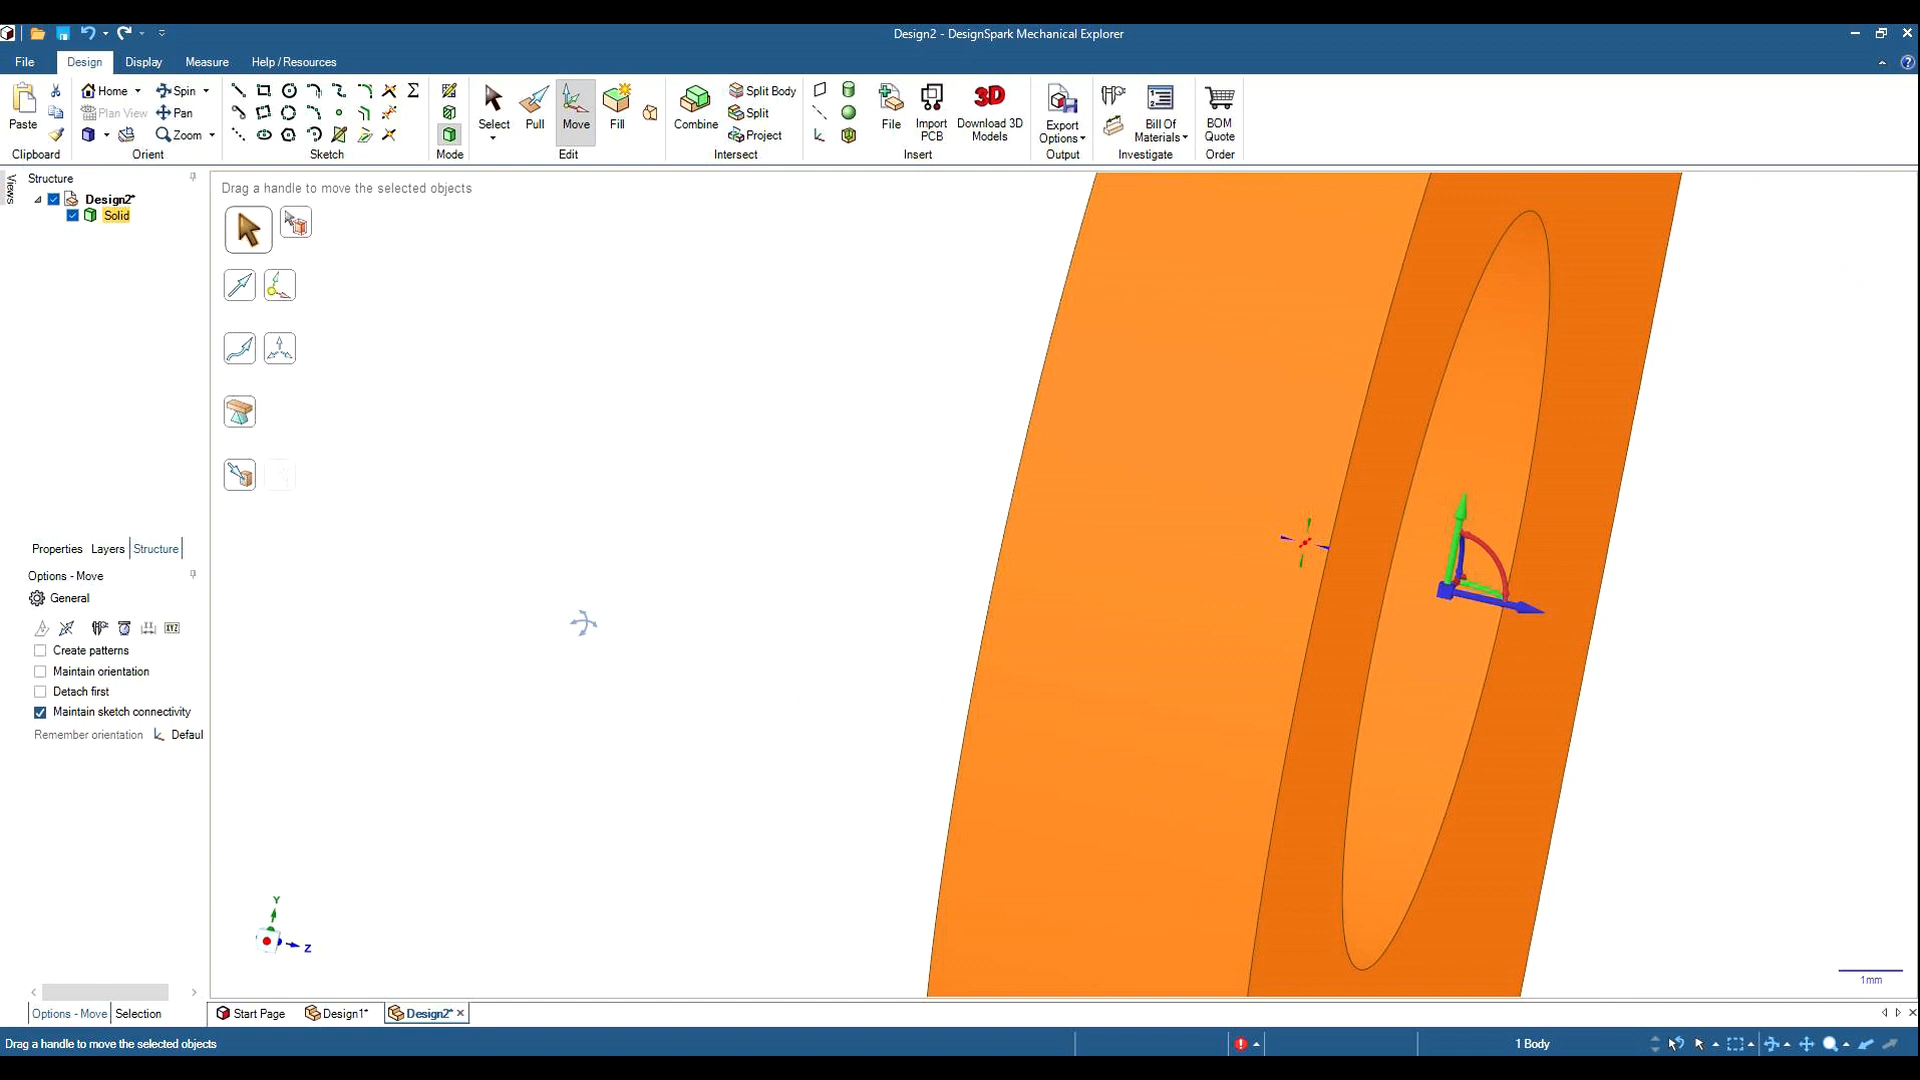 Design2 - DesignSpark Mechanical Explorer
File Design Display Measure Help / Resources
Paste
Clipboard
Home Spin
Plan View Pan
Zoom
Orient
Sketch
Mode
Select Pull Move Fill
Edit
Combine
Split Body
Split
Project
Intersect
File
Import PCB
Download 3D Models
3D
Insert
Export Options
Output
Bill Of Materials
Investigate
BOM Quote
Order
Views
Structure
Design2*
Solid
Drag a handle to move the selected objects
Properties Layers Structure
Options - Move
General
XYZ
Create patterns
Maintain orientation
Detach first
Maintain sketch connectivity
Remember orientation Defaul
Y
Z
1mm
Options - Move Selection
Start Page Design1* Design2*
Drag a handle to move the selected objects
1 Body